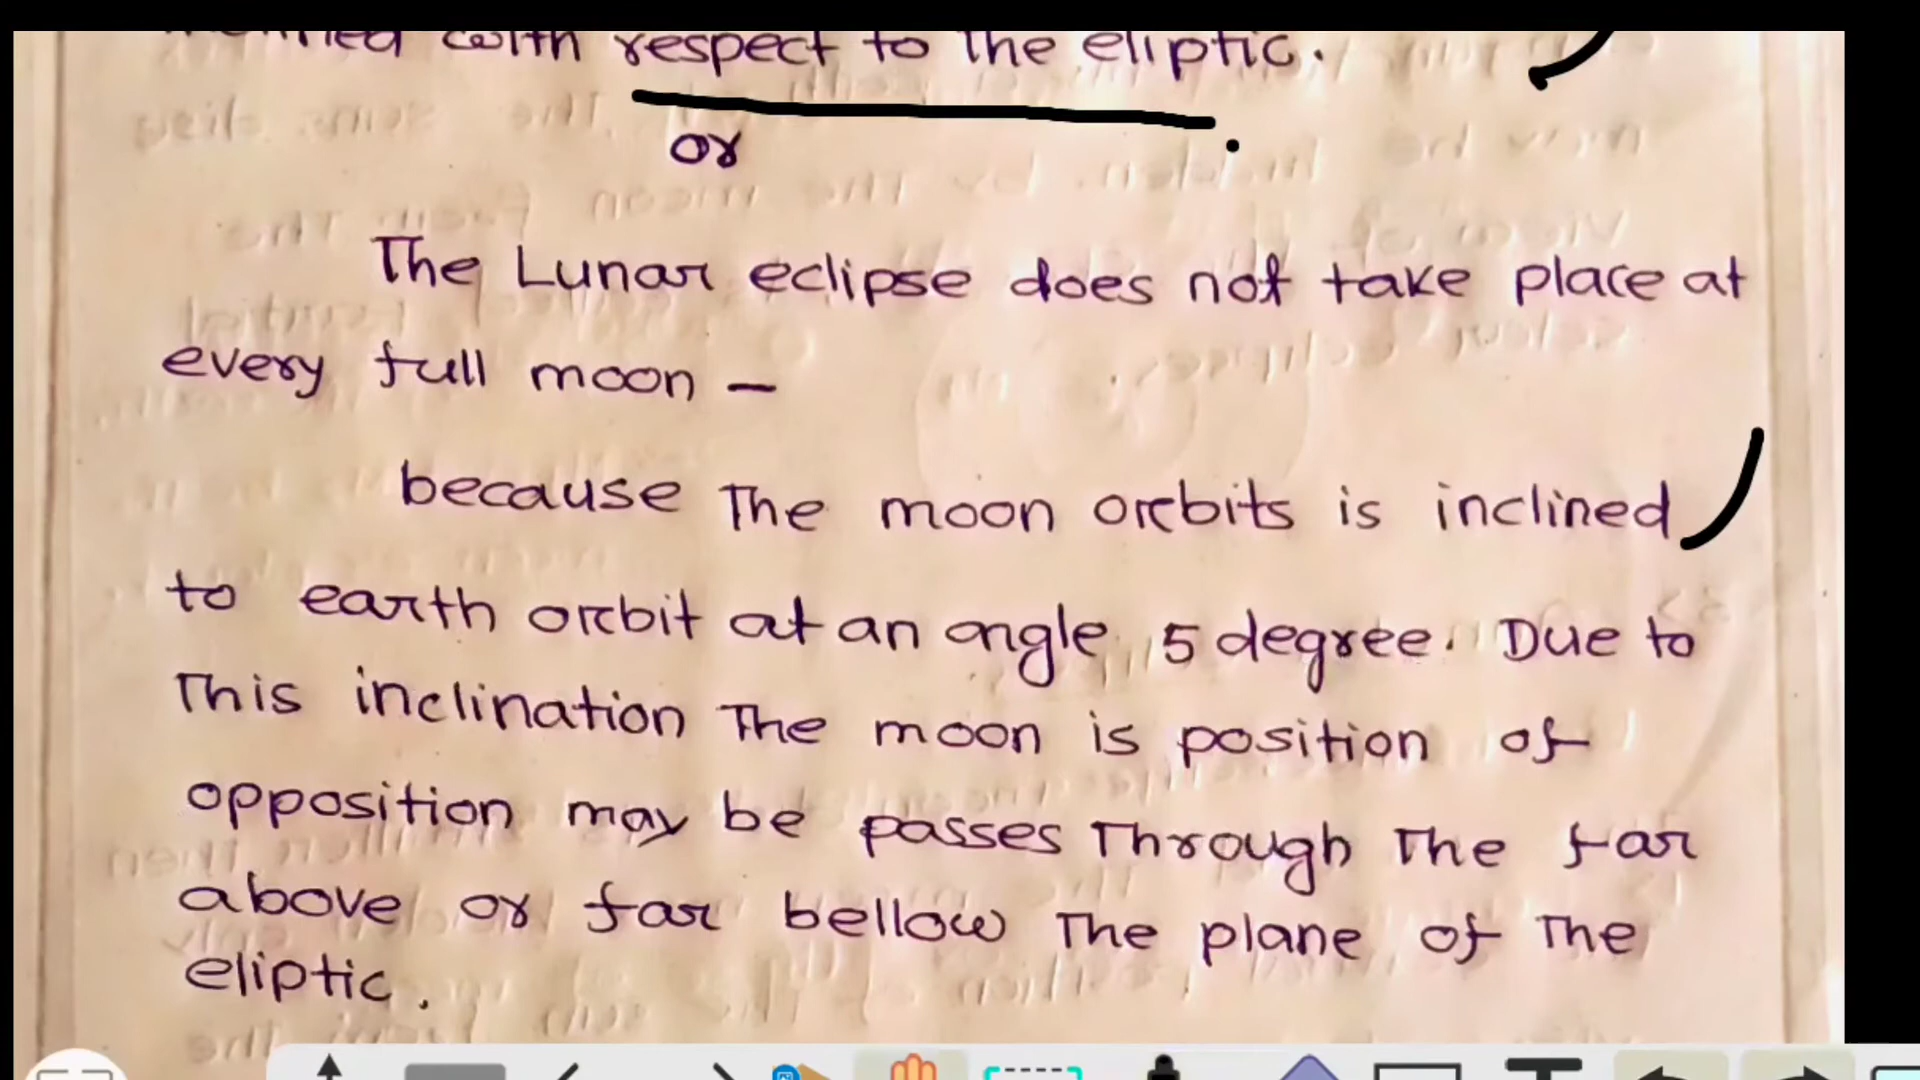 with respect to The eliptic.
or
The Lunar eclipse does not take place at
every full moon –
because The moon orbits is inclined
to earth orbit at an angle 5 degree. Due to
This inclination The moon is position of
opposition may be passes Through The far
above or far bellow The plane of The
eliptic.